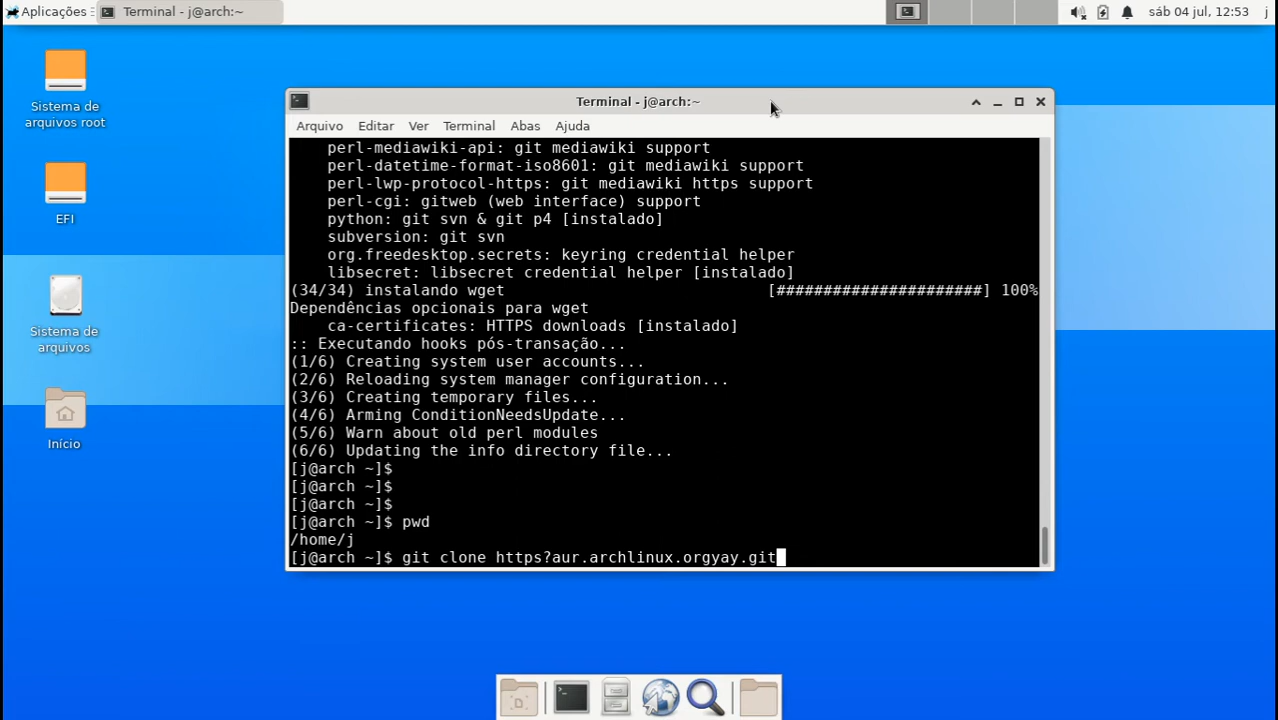 Aplicações
Terminal - j@arch:~
sáb 04 jul, 12:53
j
Sistema de
arquivos root
EFI
Sistema de
arquivos
Início
Terminal - j@arch:~
Arquivo Editar Ver Terminal Abas Ajuda
perl-mediawiki-api: git mediawiki support
perl-datetime-format-iso8601: git mediawiki support
perl-lwp-protocol-https: git mediawiki https support
perl-cgi: gitweb (web interface) support
python: git svn & git p4 [instalado]
subversion: git svn
org.freedesktop.secrets: keyring credential helper
libsecret: libsecret credential helper [instalado]
(34/34) instalando wget [######################] 100%
Dependências opcionais para wget
ca-certificates: HTTPS downloads [instalado]
:: Executando hooks pós-transação...
(1/6) Creating system user accounts...
(2/6) Reloading system manager configuration...
(3/6) Creating temporary files...
(4/6) Arming ConditionNeedsUpdate...
(5/6) Warn about old perl modules
(6/6) Updating the info directory file...
[j@arch ~]$
[j@arch ~]$
[j@arch ~]$
[j@arch ~]$ pwd
/home/j
[j@arch ~]$ git clone https?aur.archlinux.orgyay.git